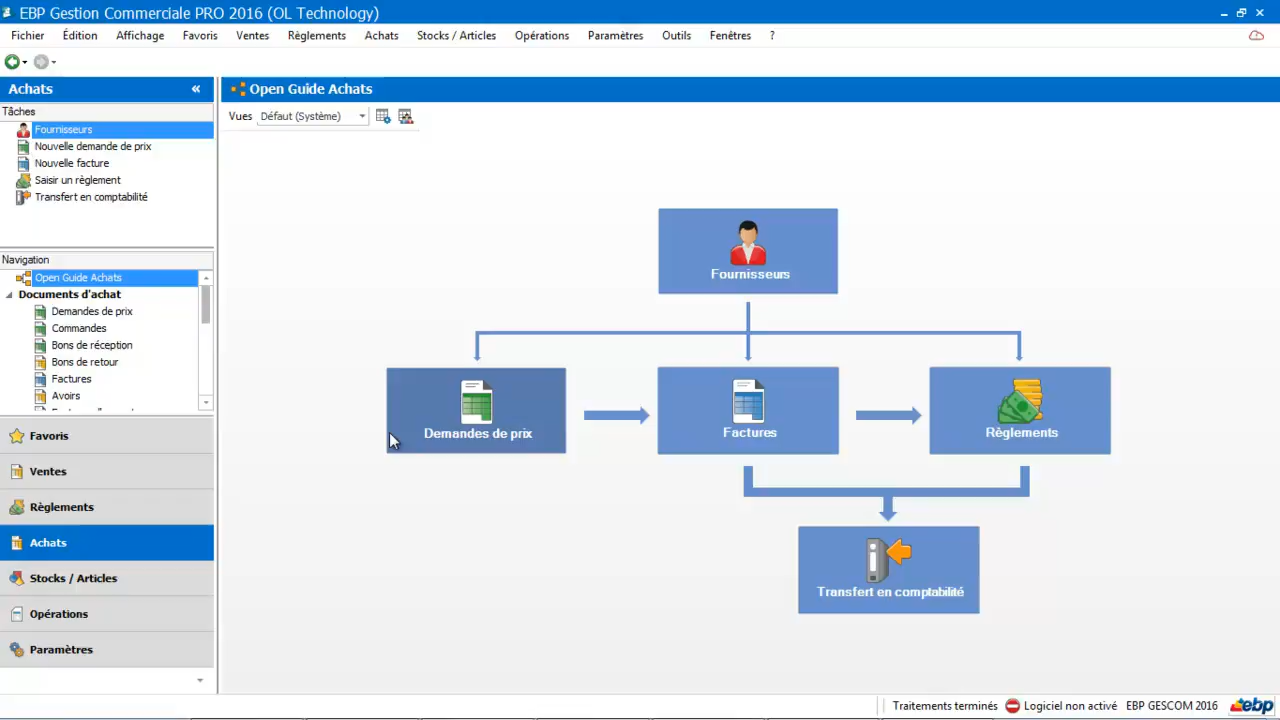 EBP Gestion Commerciale PRO 2016 (OL Technology)
Fichier Édition Affichage Favoris Ventes Règlements Achats Stocks / Articles Opérations Paramètres Outils Fenêtres ?
Achats «
Tâches
Fournisseurs
Nouvelle demande de prix
Nouvelle facture
Saisir un règlement
Transfert en comptabilité
Navigation
Open Guide Achats
Documents d'achat
Demandes de prix
Commandes
Bons de réception
Bons de retour
Factures
Avoirs
Favoris
Ventes
Règlements
Achats
Stocks / Articles
Opérations
Paramètres
Open Guide Achats
Vues Défaut (Système)
Fournisseurs
Demandes de prix
Factures
Règlements
Transfert en comptabilité
Traitements terminés Logiciel non activé EBP GESCOM 2016 ebp